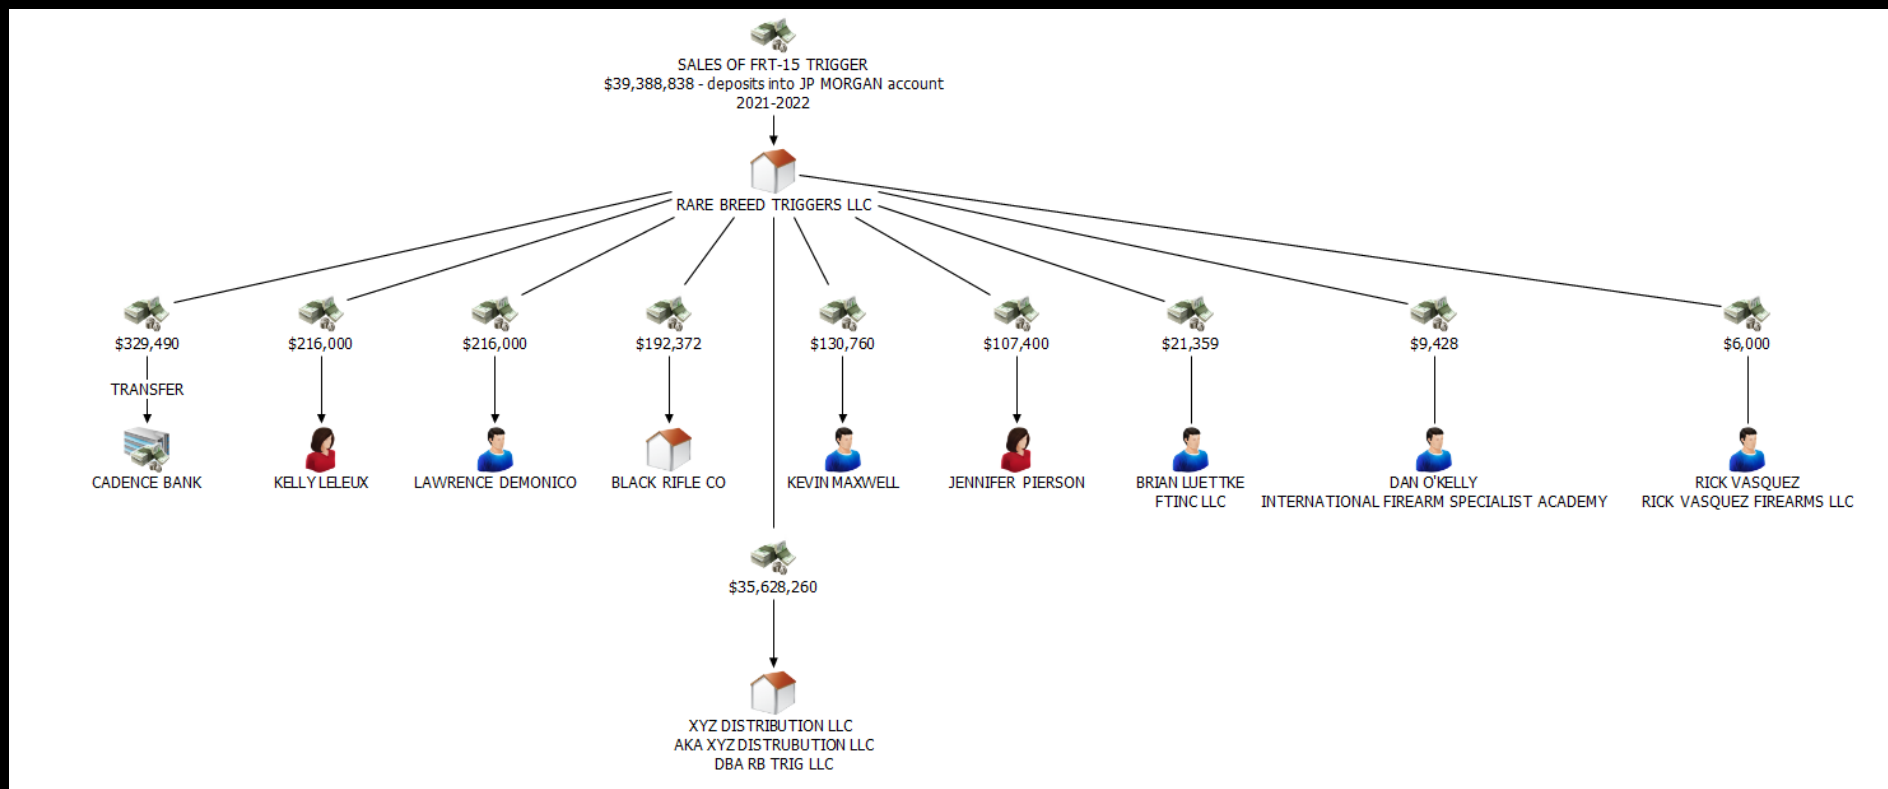 SALES OF FRT-15 TRIGGER
$39,388,838 - deposits into JP MORGAN account
2021-2022
RARE BREED TRIGGERS LLC
$329,490
$216,000
$216,000
$192,372
$130,760
$107,400
$21,359
$9,428
$6,000
TRANSFER
CADENCE BANK
KELLY LELEUX
LAWRENCE DEMONICO
BLACK RIFLE CO
KEVIN MAXWELL
JENNIFER PIERSON
BRIAN LUETTKE
FTINC LLC
DAN O'KELLY
INTERNATIONAL FIREARM SPECIALIST ACADEMY
RICK VASQUEZ
RICK VASQUEZ FIREARMS LLC
$35,628,260
XYZ DISTRIBUTION LLC
AKA XYZ DISTRUBUTION LLC
DBA RB TRIG LLC